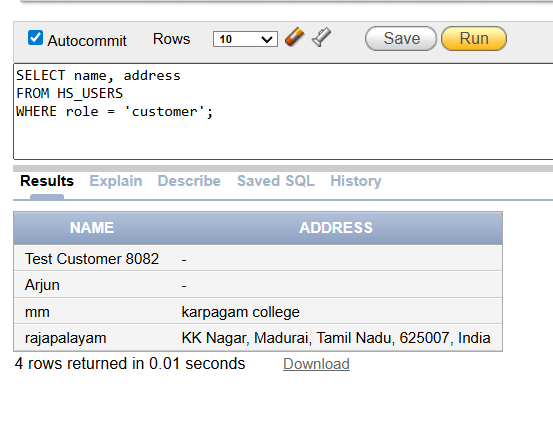 Autocommit Rows 10 Save Run
SELECT name, address
FROM HS_USERS
WHERE role = 'customer';
Results Explain Describe Saved SQL History
NAME ADDRESS
Test Customer 8082 -
Arjun -
mm karpagam college
rajapalayam KK Nagar, Madurai, Tamil Nadu, 625007, India
4 rows returned in 0.01 seconds Download